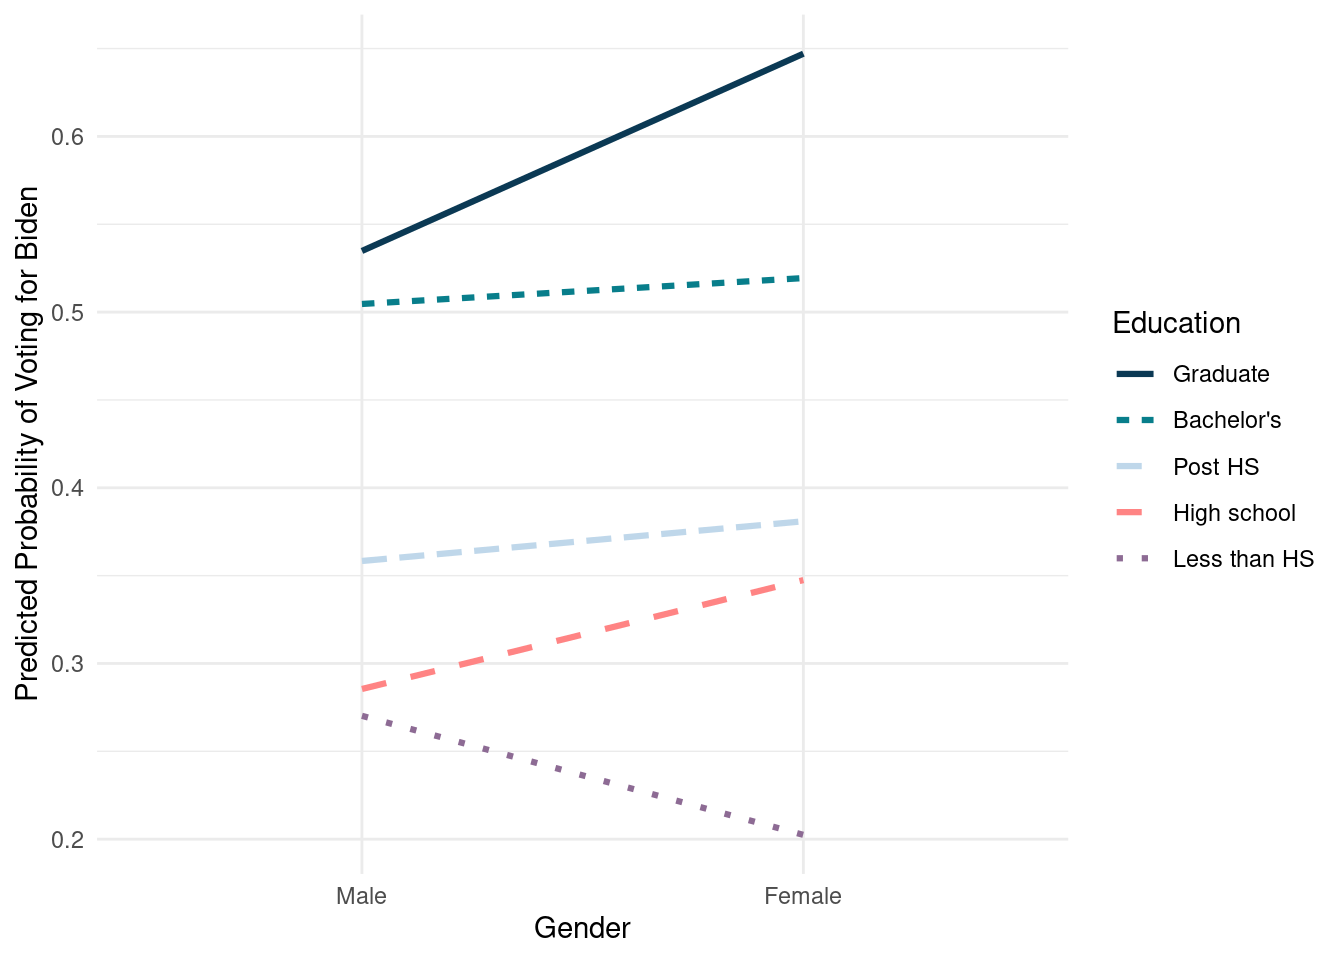 Predicted Probability of Voting for Biden
0.6
0.5
0.4
0.3
0.2
Male
Female
Gender
Education
Graduate
Bachelor's
Post HS
High school
Less than HS